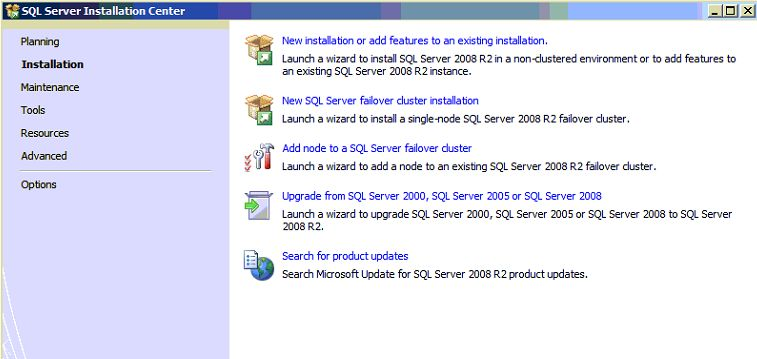 SQL Server Installation Center
Planning
Installation
Maintenance
Tools
Resources
Advanced
Options
New installation or add features to an existing installation.
Launch a wizard to install SQL Server 2008 R2 in a non-clustered environment or to add features to
an existing SQL Server 2008 R2 instance.
New SQL Server failover cluster installation
Launch a wizard to install a single-node SQL Server 2008 R2 failover cluster.
Add node to a SQL Server failover cluster
Launch a wizard to add a node to an existing SQL Server 2008 R2 failover cluster.
Upgrade from SQL Server 2000, SQL Server 2005 or SQL Server 2008
Launch a wizard to upgrade SQL Server 2000, SQL Server 2005 or SQL Server 2008 to SQL Server
2008 R2.
Search for product updates
Search Microsoft Update for SQL Server 2008 R2 product updates.